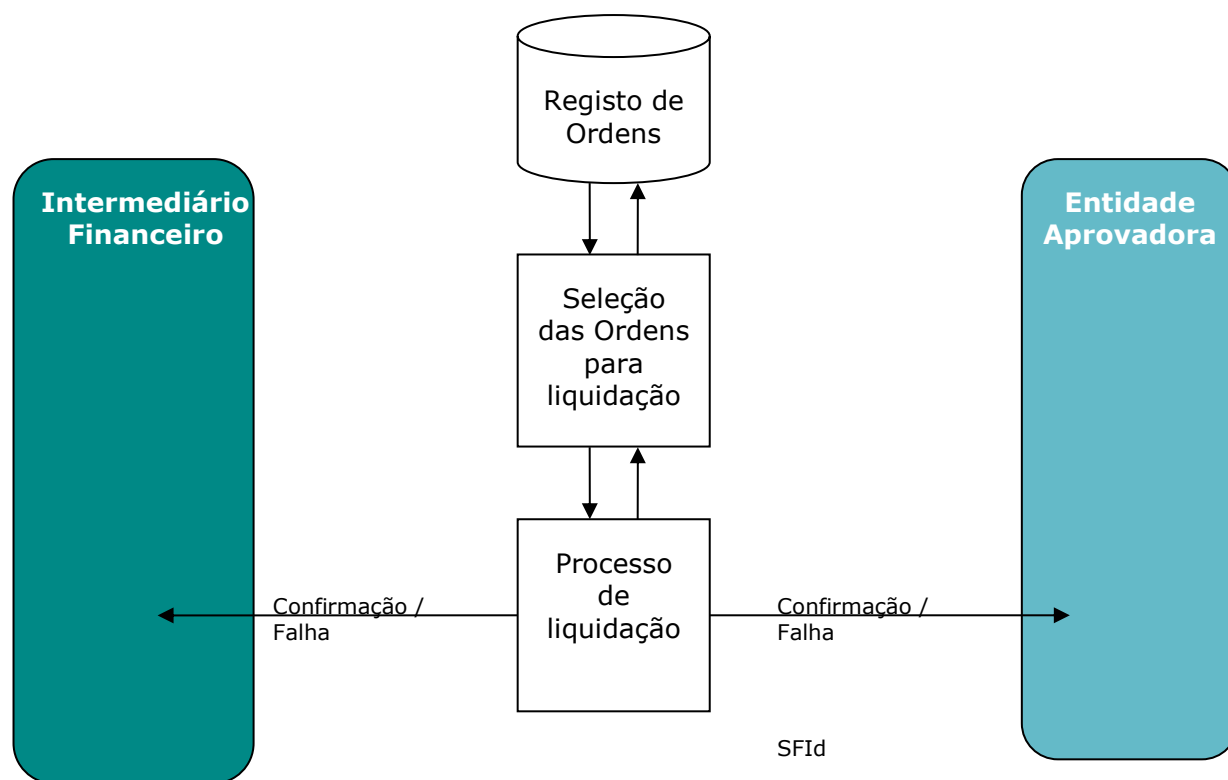 Registo de
Ordens
Intermediário
Financeiro
Entidade
Aprovadora
Seleção
das Ordens
para
liquidação
Processo
de
liquidação
Confirmação /
Falha
Confirmação /
Falha
SFId